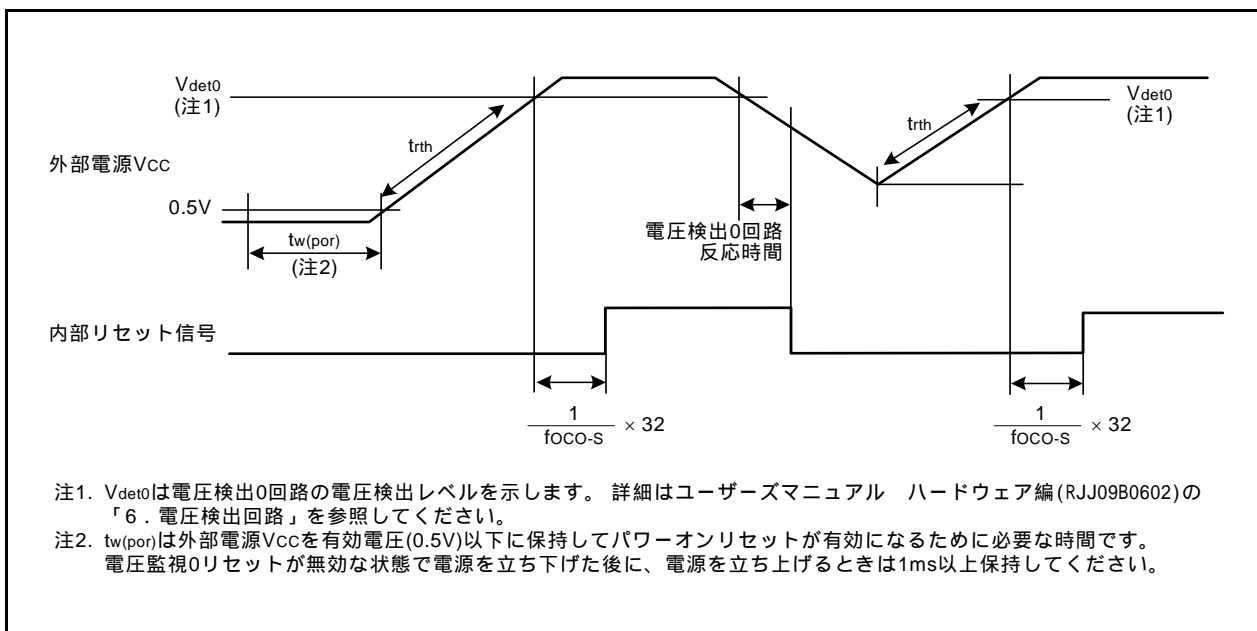 Vdet0
(注1)
trth
外部電源VCC
0.5V
tw(por)
(注2)
電圧検出0回路
反応時間
trth
Vdet0
(注1)
内部リセット信号
1
fOCO-S
× 32
1
fOCO-S
× 32
注1. Vdet0は電圧検出0回路の電圧検出レベルを示します。 詳細はユーザーズマニュアル ハードウェア編(RJJ09B0602)の
「6．電圧検出回路」を参照してください。
注2. tw(por)は外部電源VCCを有効電圧(0.5V)以下に保持してパワーオンリセットが有効になるために必要な時間です。
電圧監視0リセットが無効な状態で電源を立ち下げた後に、電源を立ち上げるときは1ms以上保持してください。